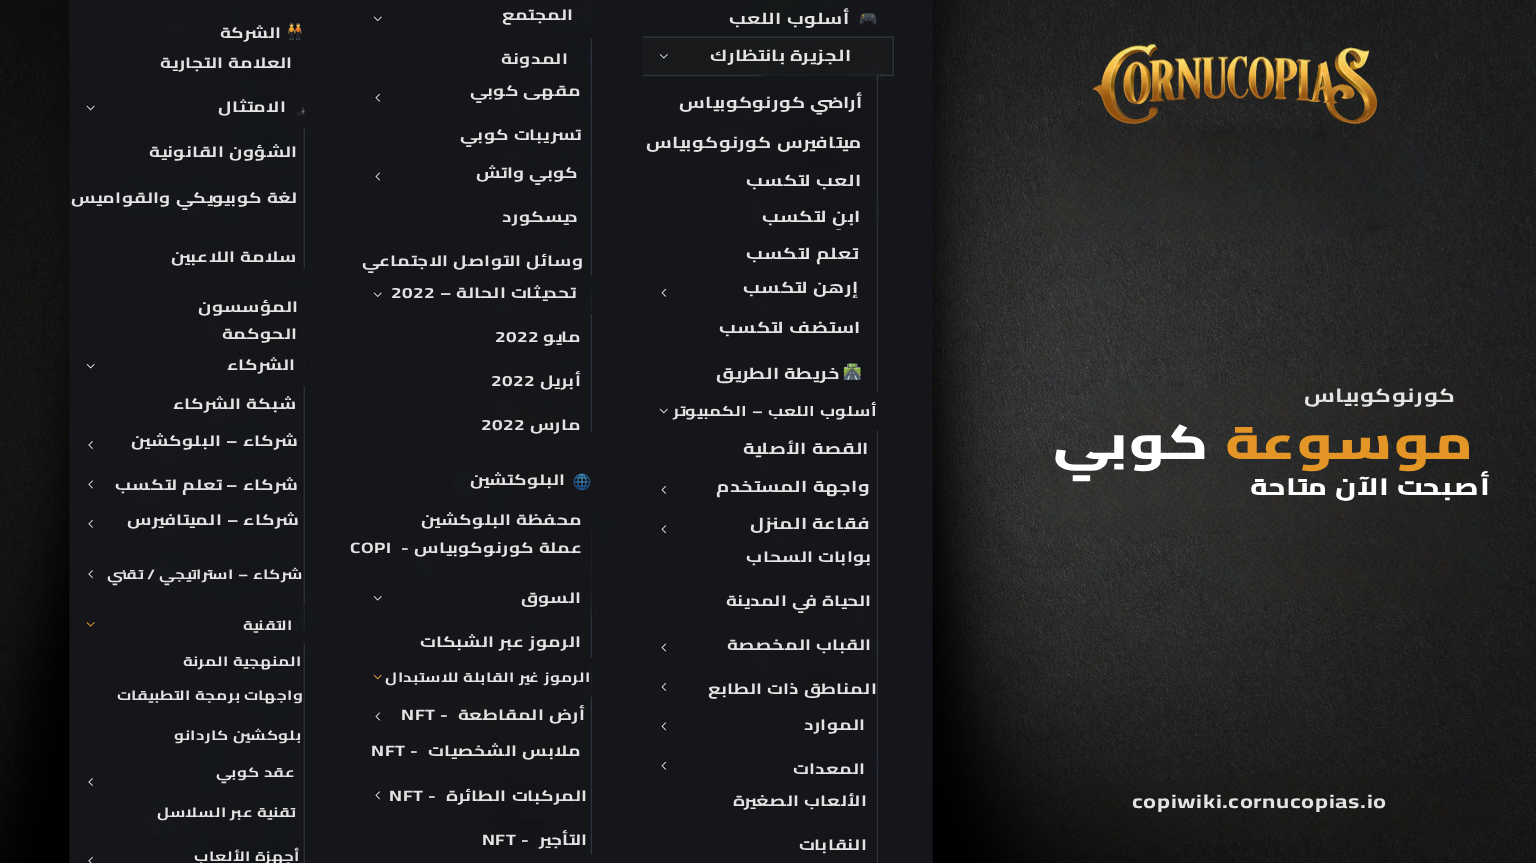 CORNUCOPIAS
كورنوكوبياس
موسوعة كوبي
أصبحت الآن متاحة
copiwiki.cornucopias.io
أسلوب اللعب
الجزيرة بانتظارك
أراضي كورنوكوبياس
ميتافيرس كورنوكوبياس
العب لتكسب
ابنِ لتكسب
تعلم لتكسب
إرهن لتكسب
استضف لتكسب
خريطة الطريق
أسلوب اللعب – الكمبيوتر
القصة الأصلية
واجهة المستخدم
فقاعة المنزل
بوابات السحاب
الحياة في المدينة
القباب المخصصة
المناطق ذات الطابع
الموارد
المعدات
الألعاب الصغيرة
النقابات
المجتمع
المدونة
مقهى كوبي
تسريبات كوبي
كوبي واتش
ديسكورد
وسائل التواصل الاجتماعي
تحديثات الحالة – 2022
مايو 2022
أبريل 2022
مارس 2022
البلوكتشين
محفظة البلوكشين
عملة كورنوكوبياس - COPI
السوق
الرموز عبر الشبكات
الرموز غير القابلة للاستبدال
أرض المقاطعة - NFT
ملابس الشخصيات - NFT
المركبات الطائرة - NFT
التأجير - NFT
الشركة
العلامة التجارية
الامتثال
الشؤون القانونية
لغة كوبيويكي والقواميس
سلامة اللاعبين
المؤسسون
الحوكمة
الشركاء
شبكة الشركاء
شركاء – البلوكشين
شركاء – تعلم لتكسب
شركاء – الميتافيرس
شركاء – استراتيجي / تقني
التقنية
المنهجية المرنة
واجهات برمجة التطبيقات
بلوكشين كاردانو
عقد كوبي
تقنية عبر السلاسل
أجهزة الألعاب